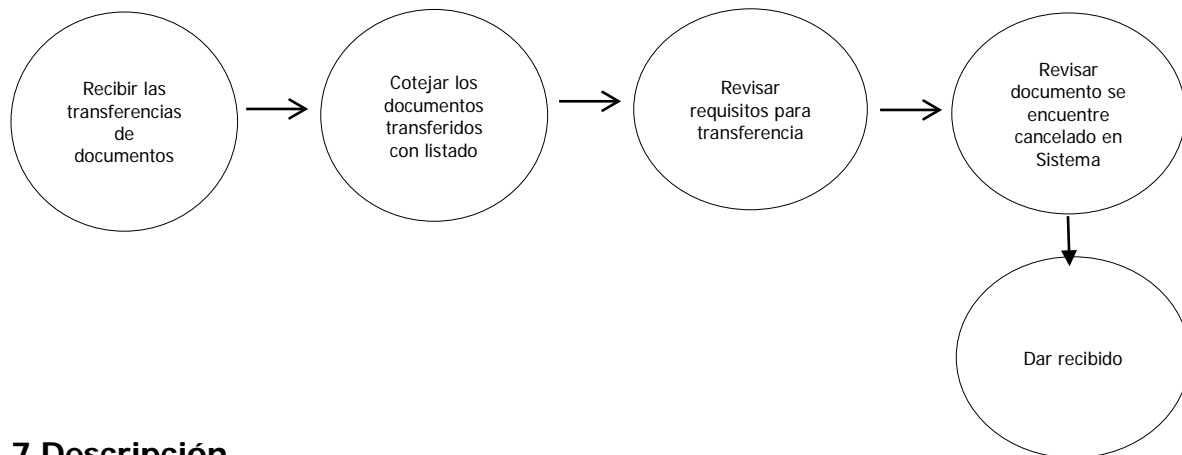 Recibir las
transferencias
de
documentos
Cotejar los
documentos
transferidos
con listado
Revisar
requisitos para
transferencia
Revisar
documento se
encuentre
cancelado en
Sistema
Dar recibido
7 Descripción